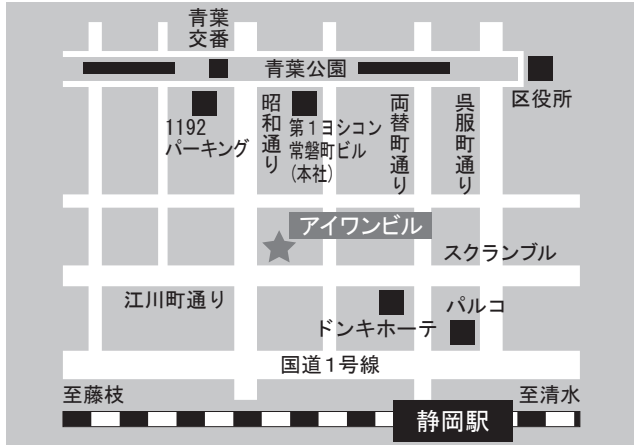 青葉
交番
青葉公園
区役所
1192
パーキング
昭和通り
第１ヨシコン
常磐町ビル
(本社)
両替町通り
呉服町通り
アイワンビル
スクランブル
江川町通り
ドンキホーテ
パルコ
国道１号線
至藤枝
至清水
静岡駅